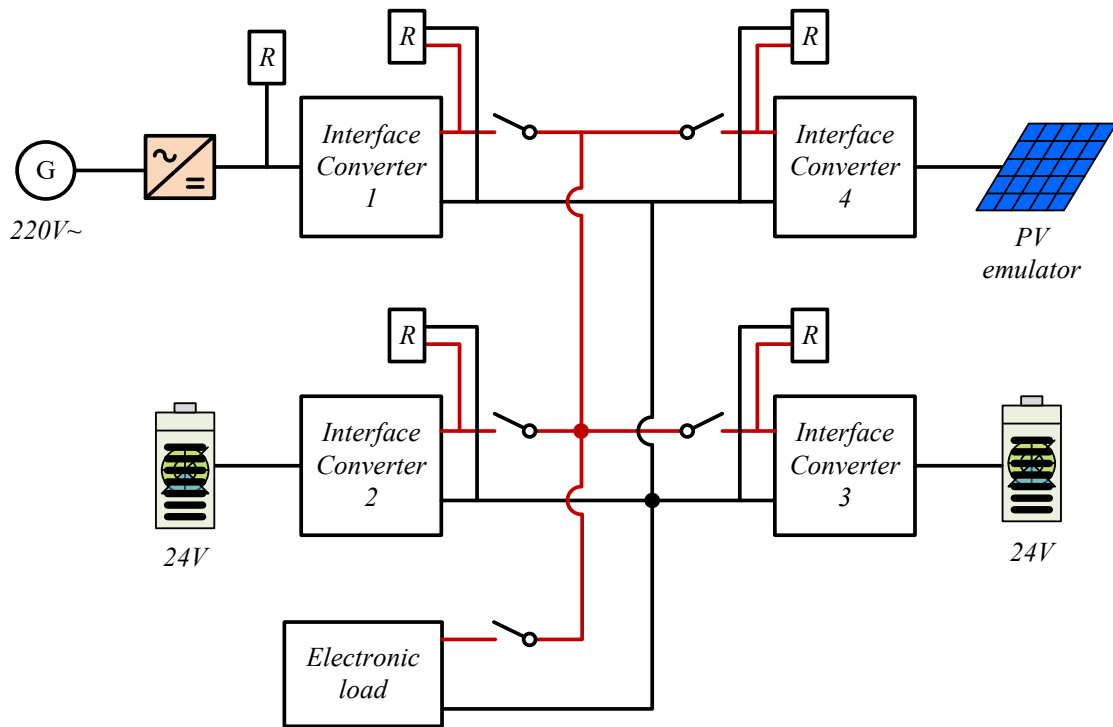 R
R
R
Interface
Converter
1
Interface
Converter
4
G
220V~
PV
emulator
R
R
Interface
Converter
2
Interface
Converter
3
24V
24V
Electronic
load